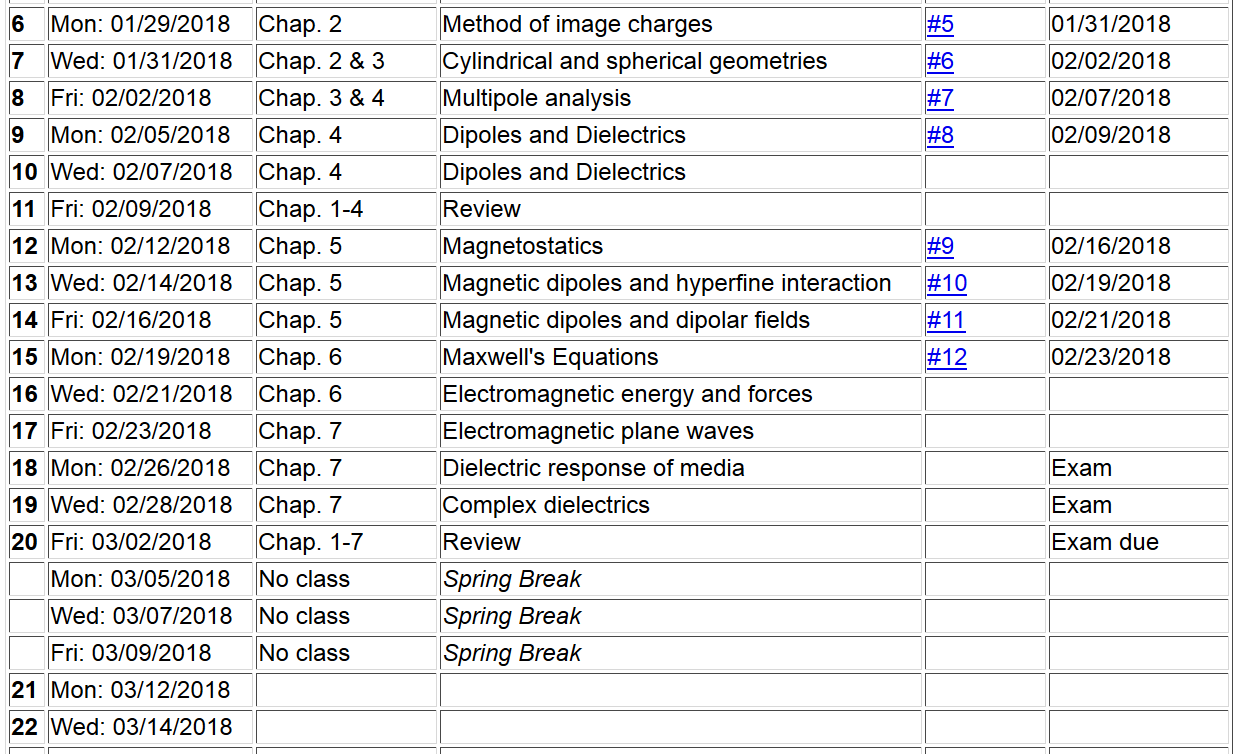 6 Mon: 01/29/2018 Chap. 2 Method of image charges #5 01/31/2018
7 Wed: 01/31/2018 Chap. 2 & 3 Cylindrical and spherical geometries #6 02/02/2018
8 Fri: 02/02/2018 Chap. 3 & 4 Multipole analysis #7 02/07/2018
9 Mon: 02/05/2018 Chap. 4 Dipoles and Dielectrics #8 02/09/2018
10 Wed: 02/07/2018 Chap. 4 Dipoles and Dielectrics
11 Fri: 02/09/2018 Chap. 1-4 Review
12 Mon: 02/12/2018 Chap. 5 Magnetostatics #9 02/16/2018
13 Wed: 02/14/2018 Chap. 5 Magnetic dipoles and hyperfine interaction #10 02/19/2018
14 Fri: 02/16/2018 Chap. 5 Magnetic dipoles and dipolar fields #11 02/21/2018
15 Mon: 02/19/2018 Chap. 6 Maxwell's Equations #12 02/23/2018
16 Wed: 02/21/2018 Chap. 6 Electromagnetic energy and forces
17 Fri: 02/23/2018 Chap. 7 Electromagnetic plane waves
18 Mon: 02/26/2018 Chap. 7 Dielectric response of media Exam
19 Wed: 02/28/2018 Chap. 7 Complex dielectrics Exam
20 Fri: 03/02/2018 Chap. 1-7 Review Exam due
Mon: 03/05/2018 No class Spring Break
Wed: 03/07/2018 No class Spring Break
Fri: 03/09/2018 No class Spring Break
21 Mon: 03/12/2018
22 Wed: 03/14/2018